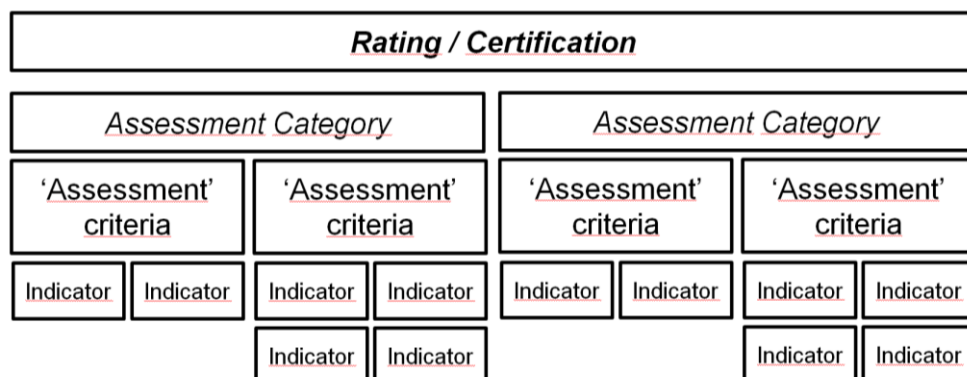 Rating / Certification
Assessment Category Assessment Category
‘Assessment’ ‘Assessment’ ‘Assessment’ ‘Assessment’
criteria criteria criteria criteria
Indicator Indicator Indicator Indicator Indicator Indicator Indicator Indicator
Indicator Indicator Indicator Indicator